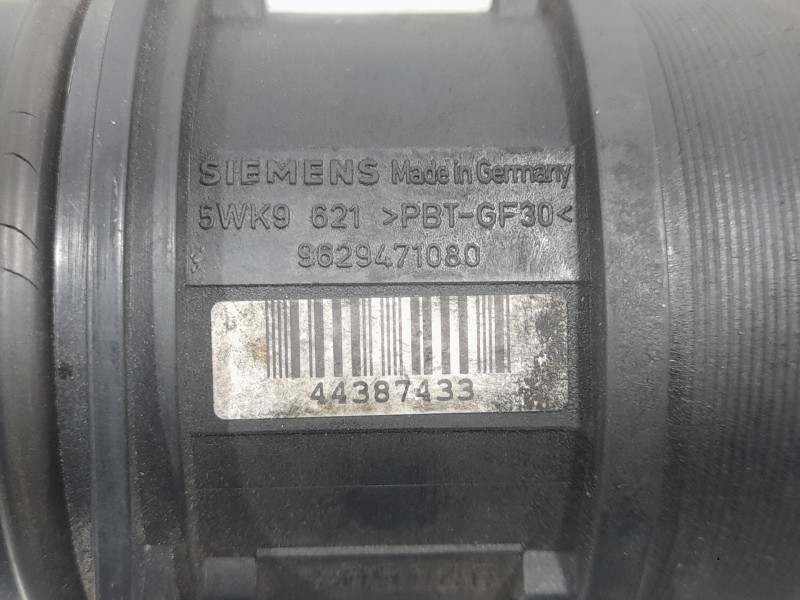 SIEMENS Made in Germany
5WK9 621 >PBT-GF30<
9629471080
44387433